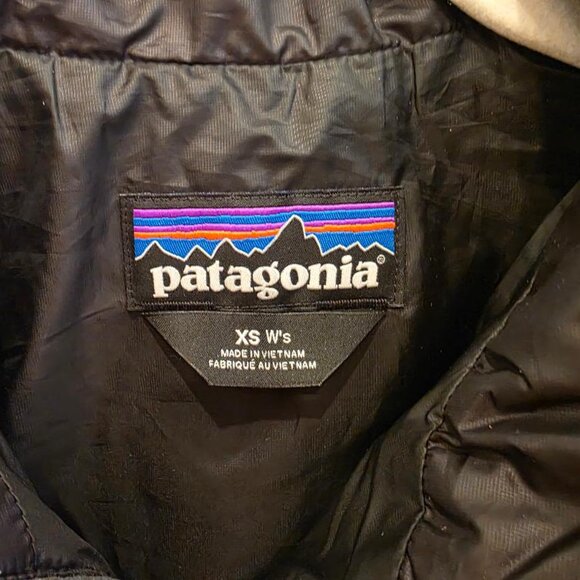 patagonia®
XS W's
MADE IN VIETNAM
FABRIQUÉ AU VIETNAM